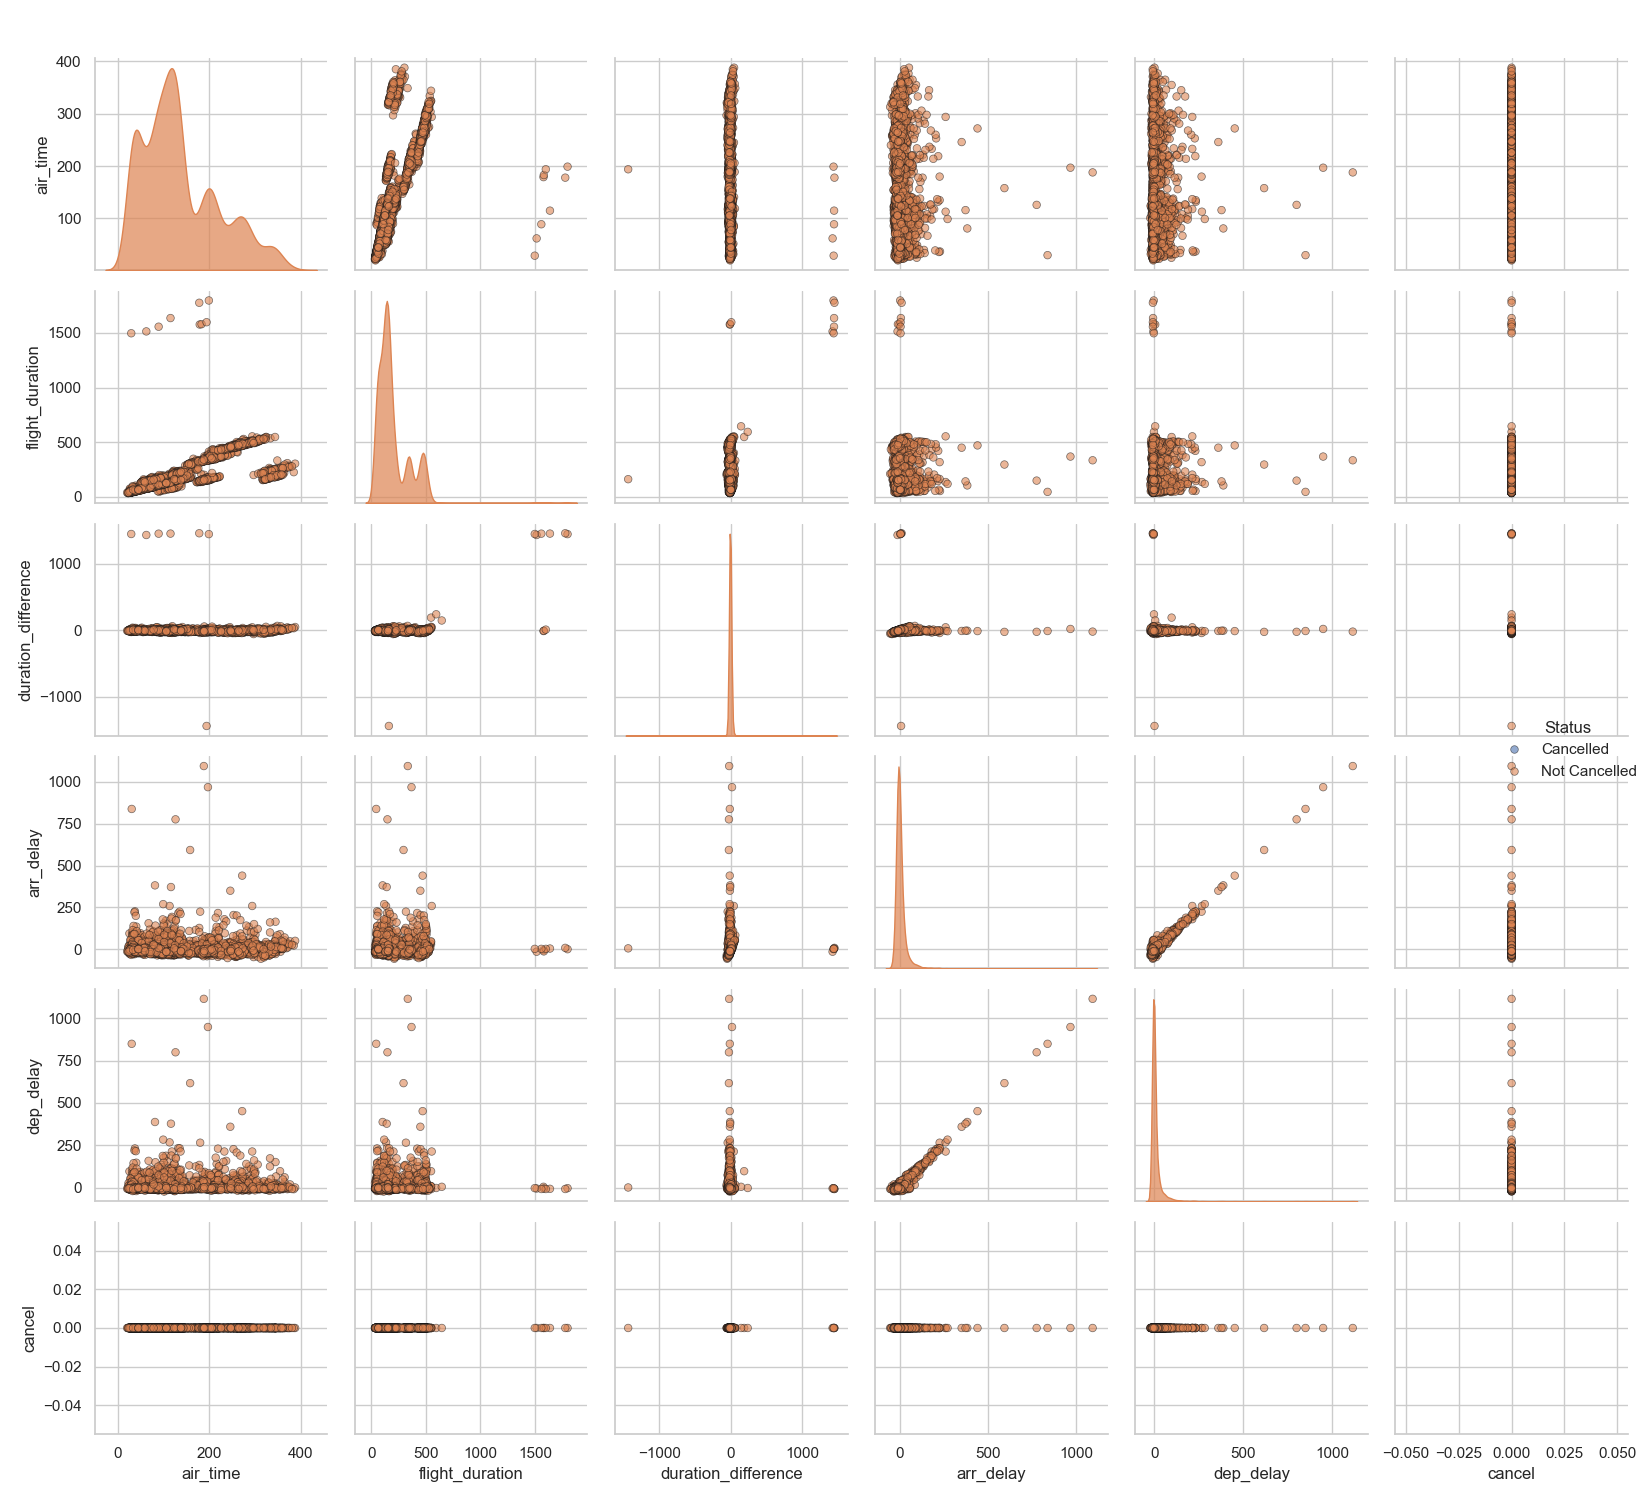 400
300
200
100
air_time
1500
1000
500
0
flight_duration
1000
0
−1000
duration_difference
Status
Cancelled
Not Cancelled
1000
750
500
250
0
arr_delay
1000
750
500
250
0
dep_delay
0.04
0.02
0.00
−0.02
−0.04
cancel
0 200 400 0 500 1000 1500 −1000 0 1000 0 500 1000 0 500 1000 −0.050 −0.025 0.000 0.025 0.050
air_time flight_duration duration_difference arr_delay dep_delay cancel